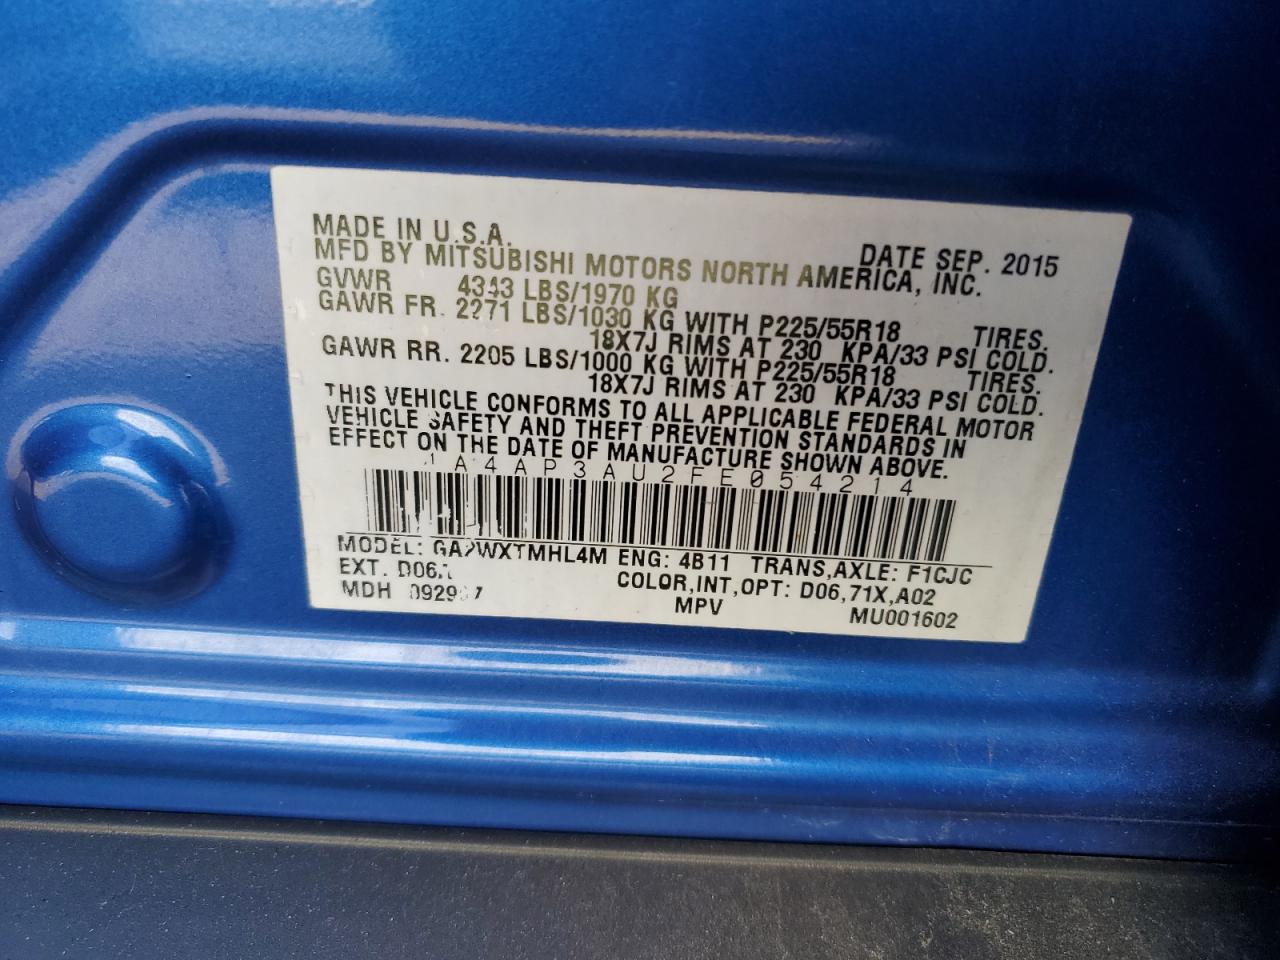 MADE IN U.S.A. DATE SEP. 2015
MFD BY MITSUBISHI MOTORS NORTH AMERICA, INC.
GVWR 4343 LBS/1970 KG
GAWR FR. 2271 LBS/1030 KG WITH P225/55R18 TIRES.
18X7J RIMS AT 230 KPA/33 PSI COLD.
GAWR RR. 2205 LBS/1000 KG WITH P225/55R18 TIRES.
18X7J RIMS AT 230 KPA/33 PSI COLD.
THIS VEHICLE CONFORMS TO ALL APPLICABLE FEDERAL MOTOR
VEHICLE SAFETY AND THEFT PREVENTION STANDARDS IN
EFFECT ON THE DATE OF MANUFACTURE SHOWN ABOVE.
1A4AP3AU2FE054214
MODEL: ENG: 4B11 TRANS,AXLE: F1CJC
EXT. COLOR,INT,OPT: D06,71X,A02
MDH MPV MU001602